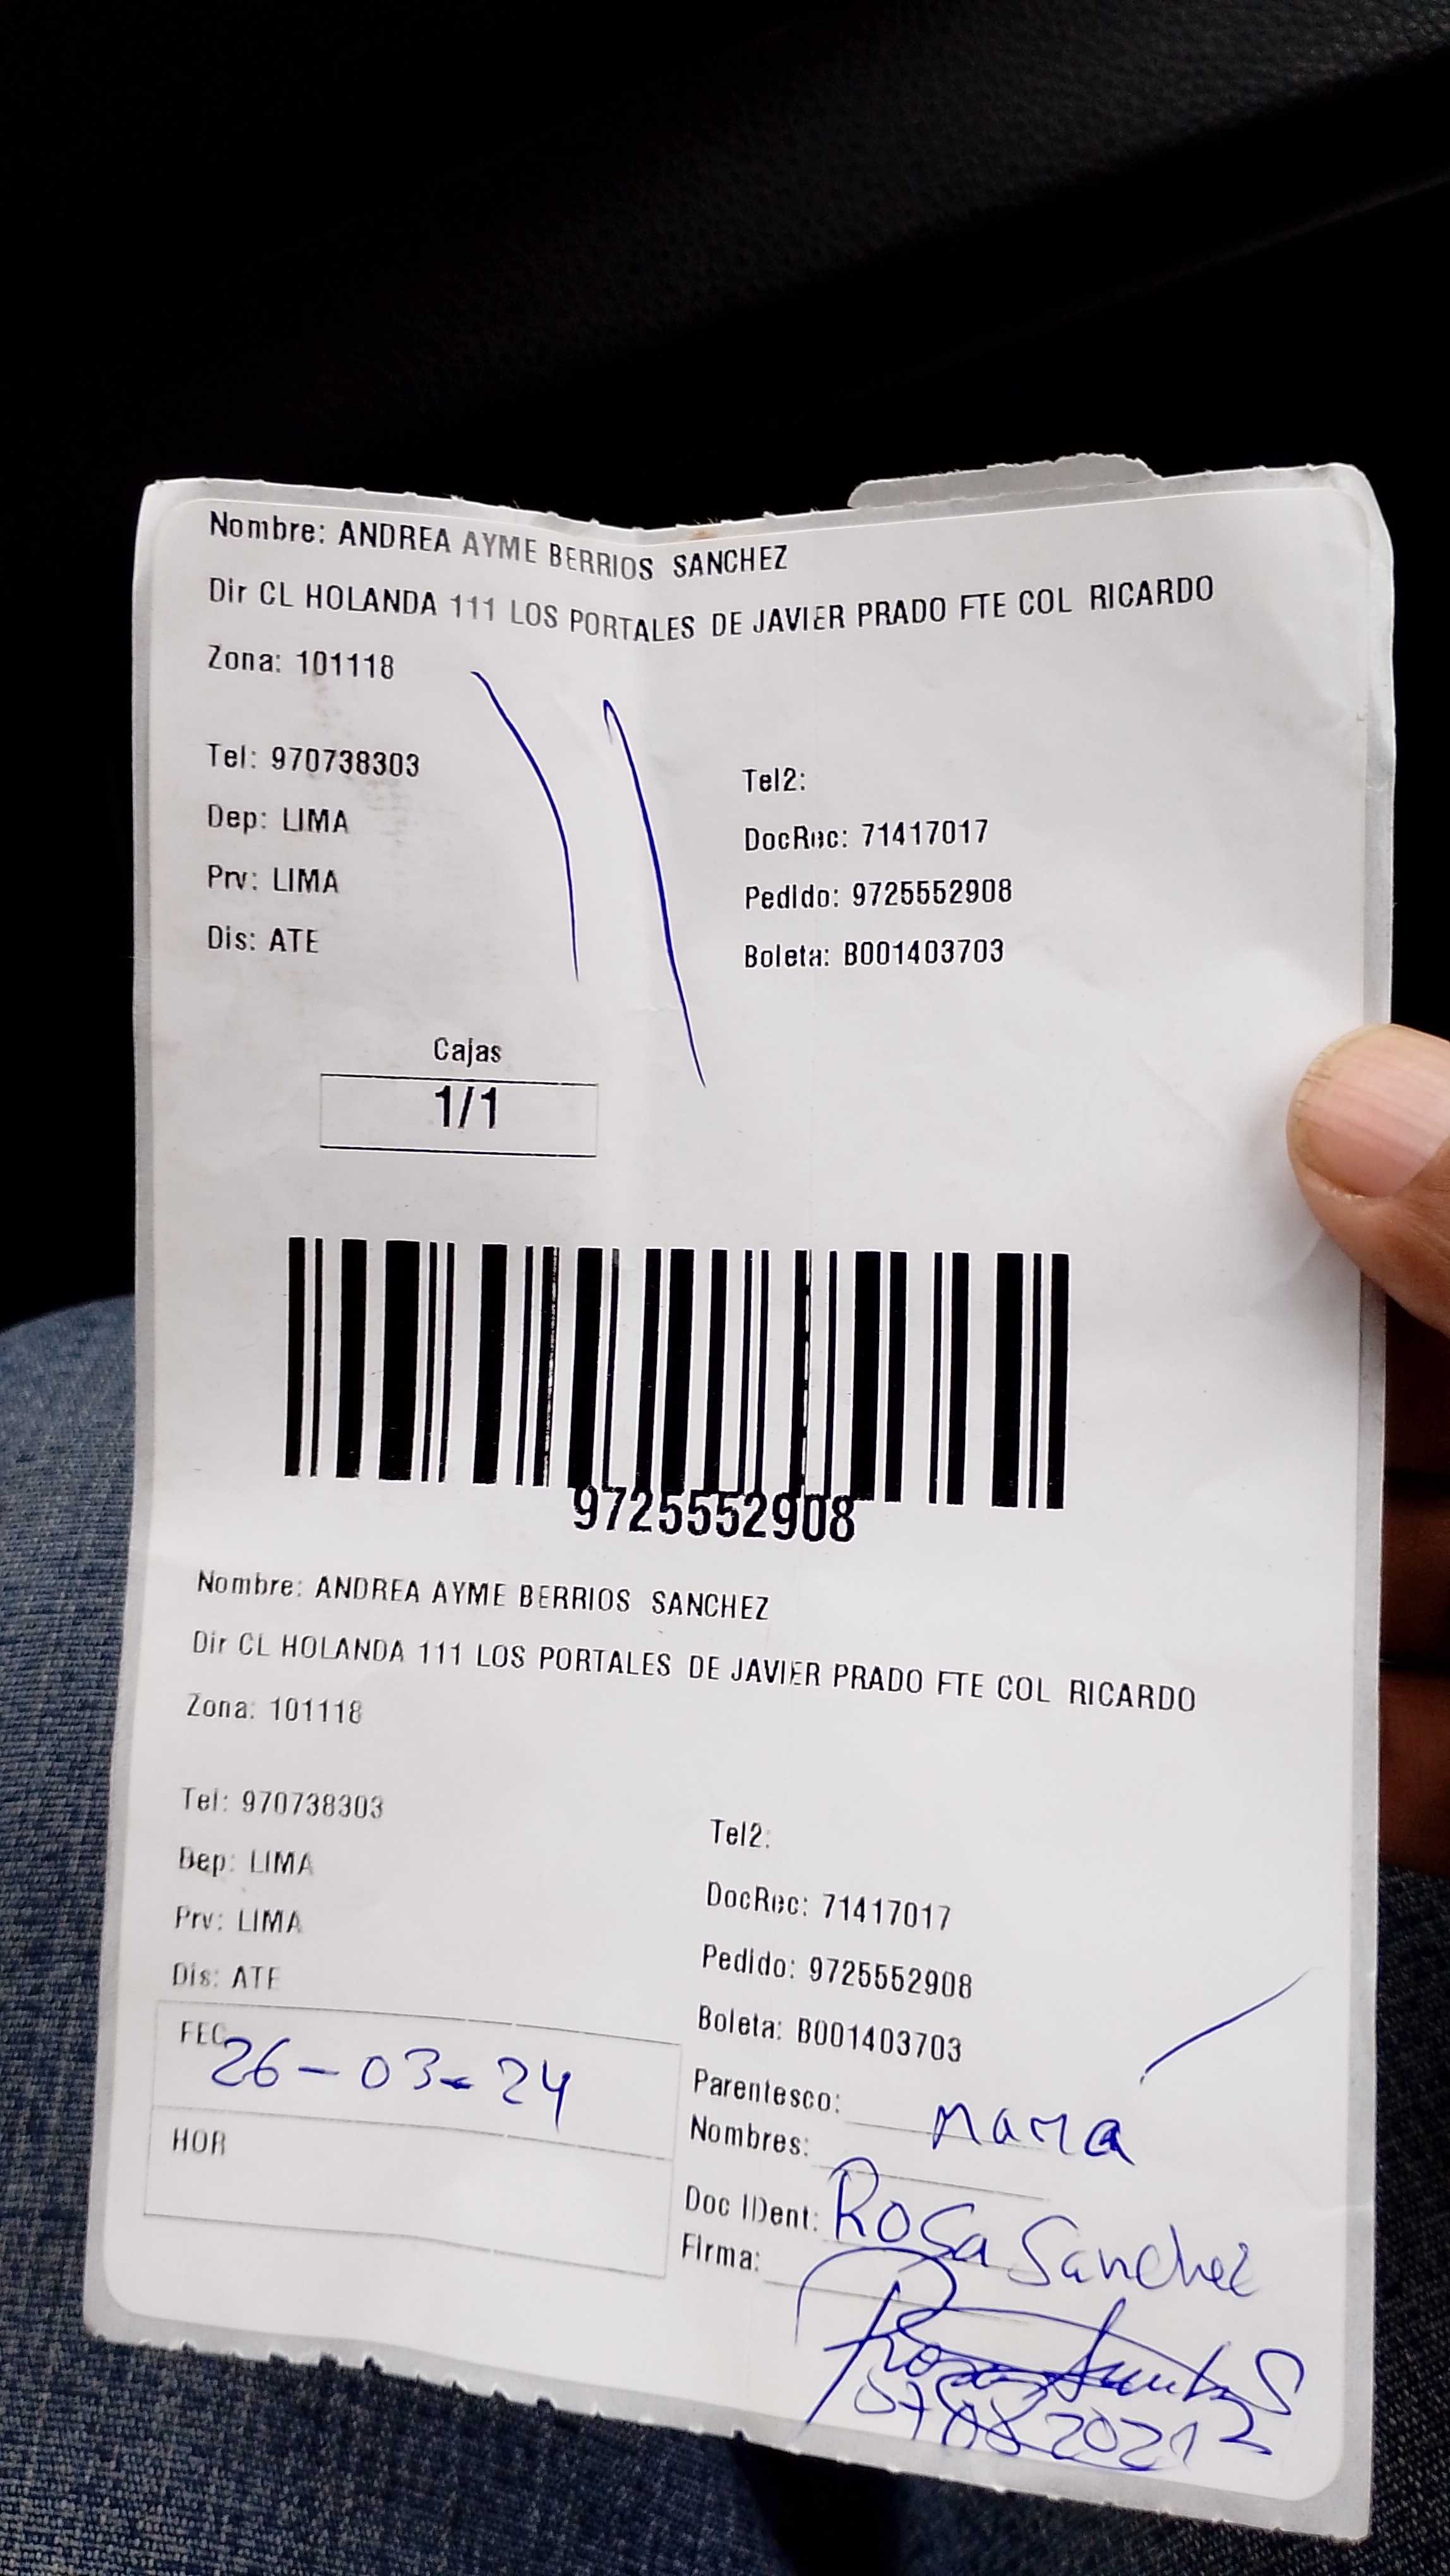 Nombre: ANDREA AYME BERRIOS SANCHEZ
Dir CL HOLANDA 111 LOS PORTALES DE JAVIER PRADO FTE COL RICARDO
Zona: 101118
Tel: 970738303
Tel2:
Dep: LIMA
DocRec: 71417017
Prv: LIMA
Pedido: 9725552908
Dis: ATE
Boleta: B001403703
Cajas
1/1
9725552908
Nombre: ANDREA AYME BERRIOS SANCHEZ
Dir CL HOLANDA 111 LOS PORTALES DE JAVIER PRADO FTE COL RICARDO
Zona: 101118
Tel: 970738303
Tel2:
Dep: LIMA
DocRec: 71417017
Prv: LIMA
Pedido: 9725552908
Dis: ATE
Boleta: B001403703
FEC 26-03-24
Parentesco: mama
HOR
Nombres:
Doc IDent: Rosa Sanchez
Firma: